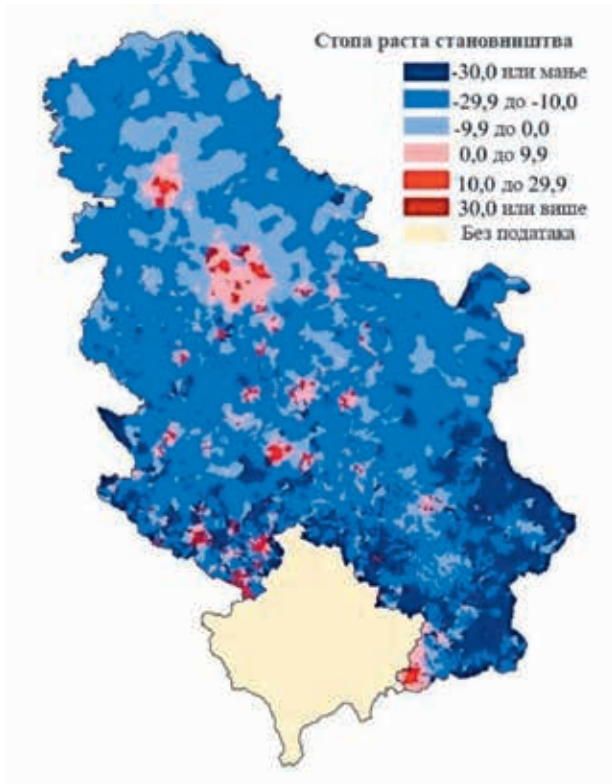 Стопа раста становништва
-30,0 или мање
-29,9 до -10,0
-9,9 до 0,0
0,0 до 9,9
10,0 до 29,9
30,0 или више
Без података